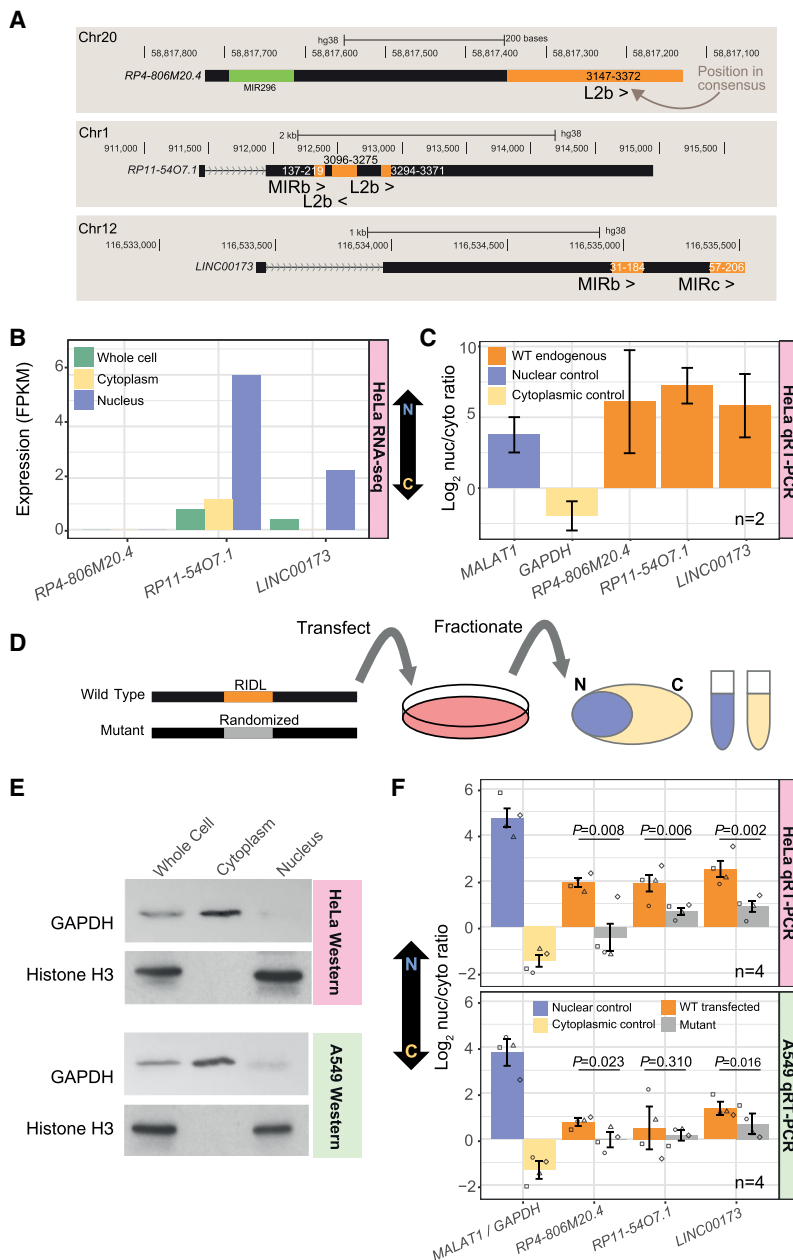 A
Chr20
hg38
200 bases
58,817,800
58,817,700
58,817,600
58,817,500
58,817,400
58,817,300
58,817,200
58,817,100
RP4-806M20.4
MIR296
3147-3372
L2b >
Position in
consensus
Chr1
2 kb
hg38
911,000
911,500
912,000
912,500
913,000
913,500
914,000
914,500
915,000
915,500
3096-3275
RP11-54O7.1
137-219
3294-3371
MIRb >
L2b >
L2b <
Chr12
1 kb
hg38
116,533,000
116,533,500
116,534,000
116,534,500
116,535,000
116,535,500
LINC00173
31-184
57-206
MIRb >
MIRc >
B
Expression (FPKM)
6
4
2
0
Whole cell
Cytoplasm
Nucleus
HeLa RNA-seq
RP4-806M20.4
RP11-54O7.1
LINC00173
N
C
C
Log2 nuc/cyto ratio
10
5
0
WT endogenous
Nuclear control
Cytoplasmic control
n=2
HeLa qRT-PCR
MALAT1
GAPDH
RP4-806M20.4
RP11-54O7.1
LINC00173
D
Transfect
Fractionate
Wild Type
RIDL
Mutant
Randomized
N
C
E
Whole Cell
Cytoplasm
Nucleus
GAPDH
Histone H3
HeLa Western
GAPDH
Histone H3
A549 Western
N
C
F
Log2 nuc/cyto ratio
6
4
2
0
−2
P=0.008
P=0.006
P=0.002
n=4
HeLa qRT-PCR
6
4
2
0
−2
Nuclear control
WT transfected
Cytoplasmic control
Mutant
P=0.023
P=0.310
P=0.016
n=4
A549 qRT-PCR
MALAT1 / GAPDH
RP4-806M20.4
RP11-54O7.1
LINC00173